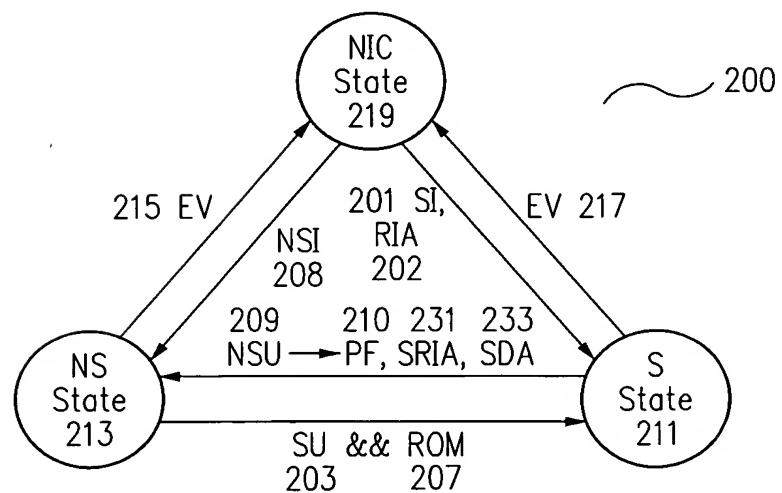 NIC
State
219
200
215 EV
201 SI,
RIA
202
EV 217
NSI
208
209 210 231 233
NSU PF, SRIA, SDA
NS
State
213
S
State
211
SU && ROM
203 207